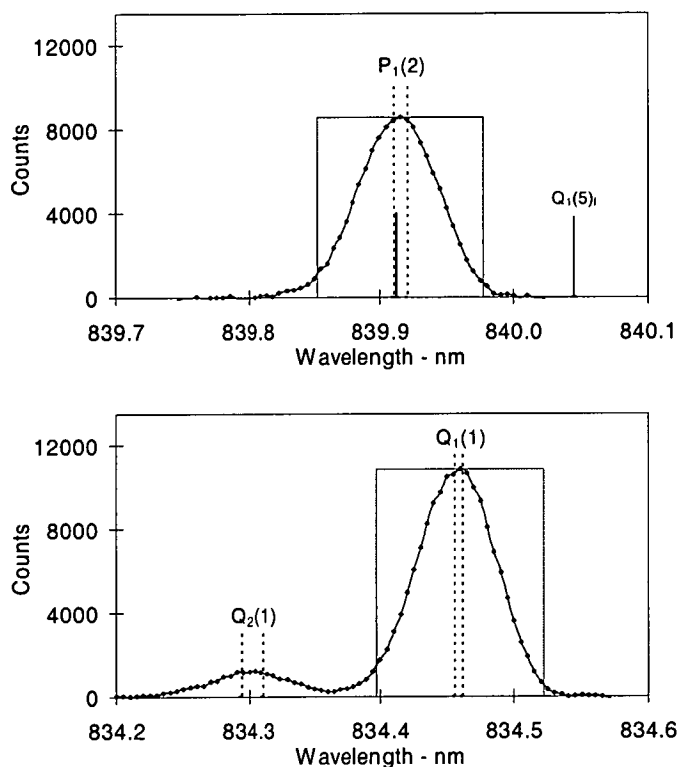 12000
P₁(2)
8000
Counts
4000
Q₁(5)ₗ
0
839.7 839.8 839.9 840.0 840.1
Wavelength - nm
12000
Q₁(1)
8000
Counts
4000
Q₂(1)
0
834.2 834.3 834.4 834.5 834.6
Wavelength - nm